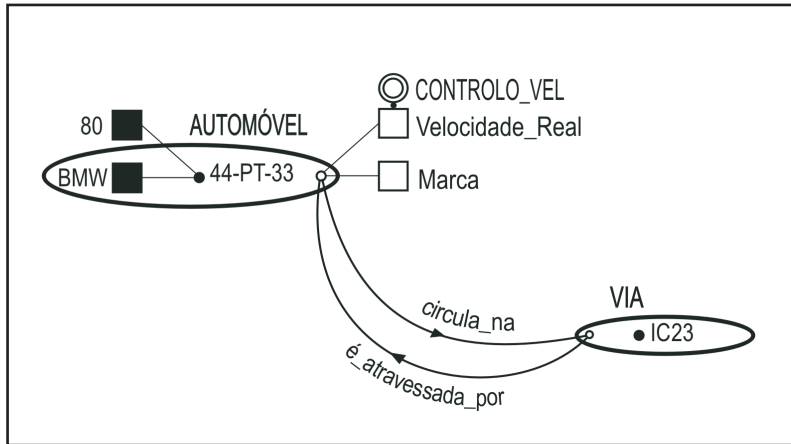 CONTROLO_VEL
80
AUTOMÓVEL
Velocidade_Real
BMW
44-PT-33
Marca
circula_na
VIA
IC23
é_atravessada_por